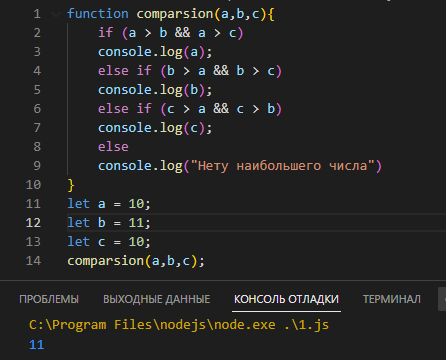 1 function comparsion(a,b,c){
2 if (a > b && a > c)
3 console.log(a);
4 else if (b > a && b > c)
5 console.log(b);
6 else if (c > a && c > b)
7 console.log(c);
8 else
9 console.log("Нету наибольшего числа")
10 }
11 let a = 10;
12 let b = 11;
13 let c = 10;
14 comparsion(a,b,c);
ПРОБЛЕМЫ ВЫХОДНЫЕ ДАННЫЕ КОНСОЛЬ ОТЛАДКИ ТЕРМИНАЛ
C:\Program Files\nodejs\node.exe .\1.js
11